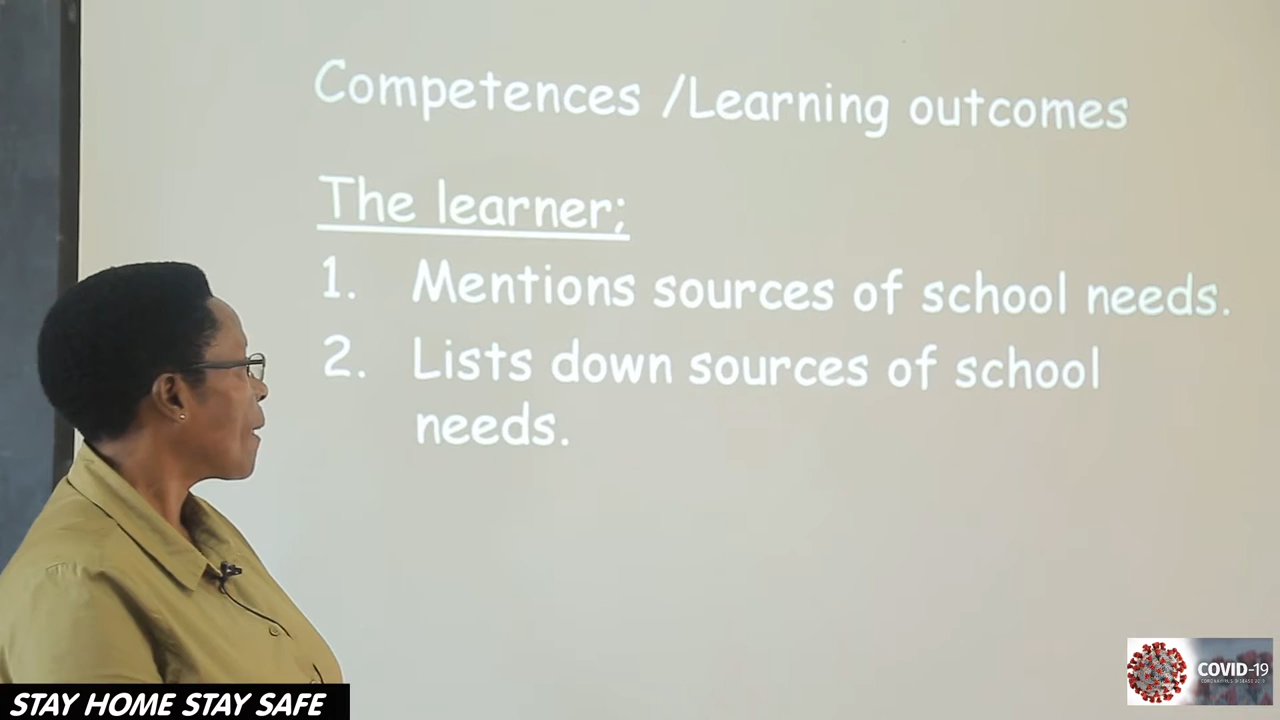 Competences /Learning outcomes
The learner;
1. Mentions sources of school needs.
2. Lists down sources of school
needs.
STAY HOME STAY SAFE
COVID-19